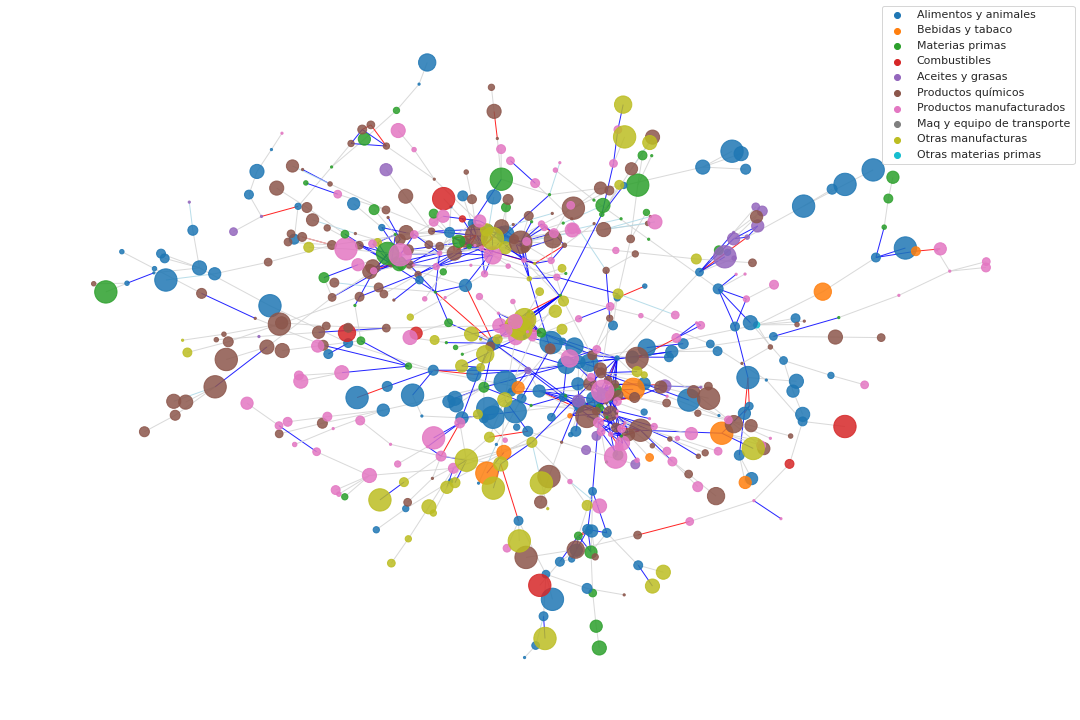 Alimentos y animales
Bebidas y tabaco
Materias primas
Combustibles
Aceites y grasas
Productos químicos
Productos manufacturados
Maq y equipo de transporte
Otras manufacturas
Otras materias primas